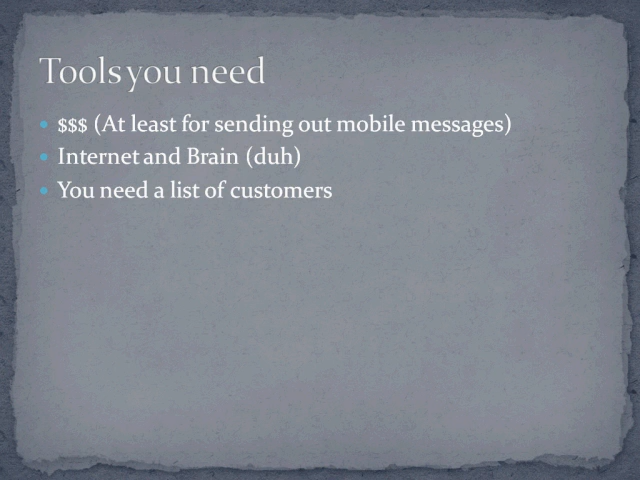 Tools you need
• $$$ (At least for sending out mobile messages)
• Internet and Brain (duh)
• You need a list of customers